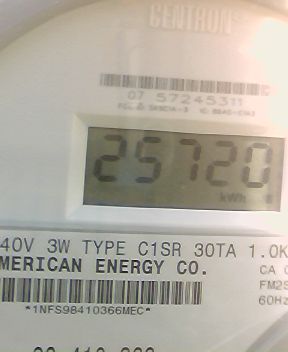 CENTRON
07 57245311
25720
kWh
40V 3W TYPE C1SR 30TA 1.0K
MERICAN ENERGY CO.
CA 0
FM2S
60Hz
*1NFS98410366MEC*